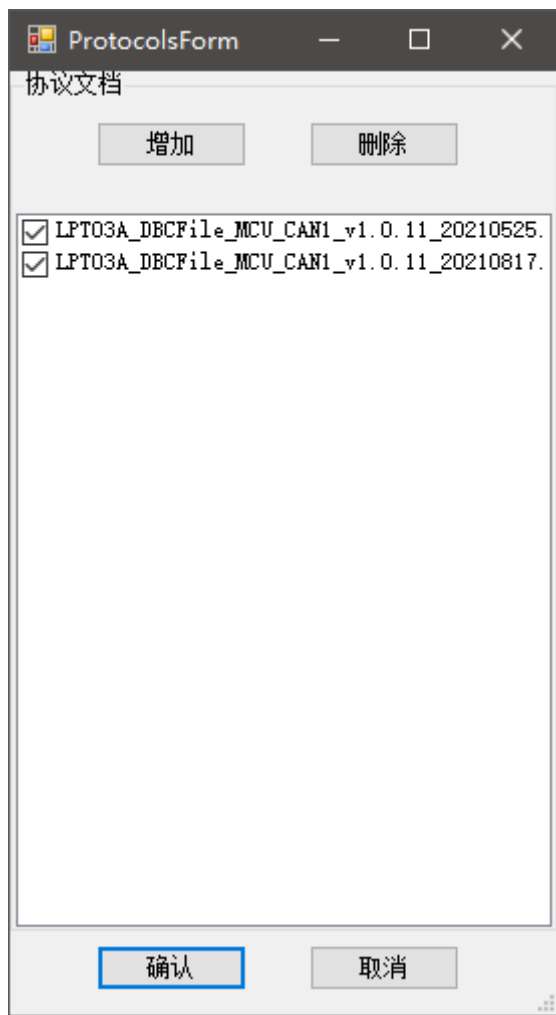 ProtocolsForm
协议文档
增加 删除
LPT03A_DBCFile_MCU_CAN1_v1.0.11_20210525.
LPT03A_DBCFile_MCU_CAN1_v1.0.11_20210817.
确认 取消